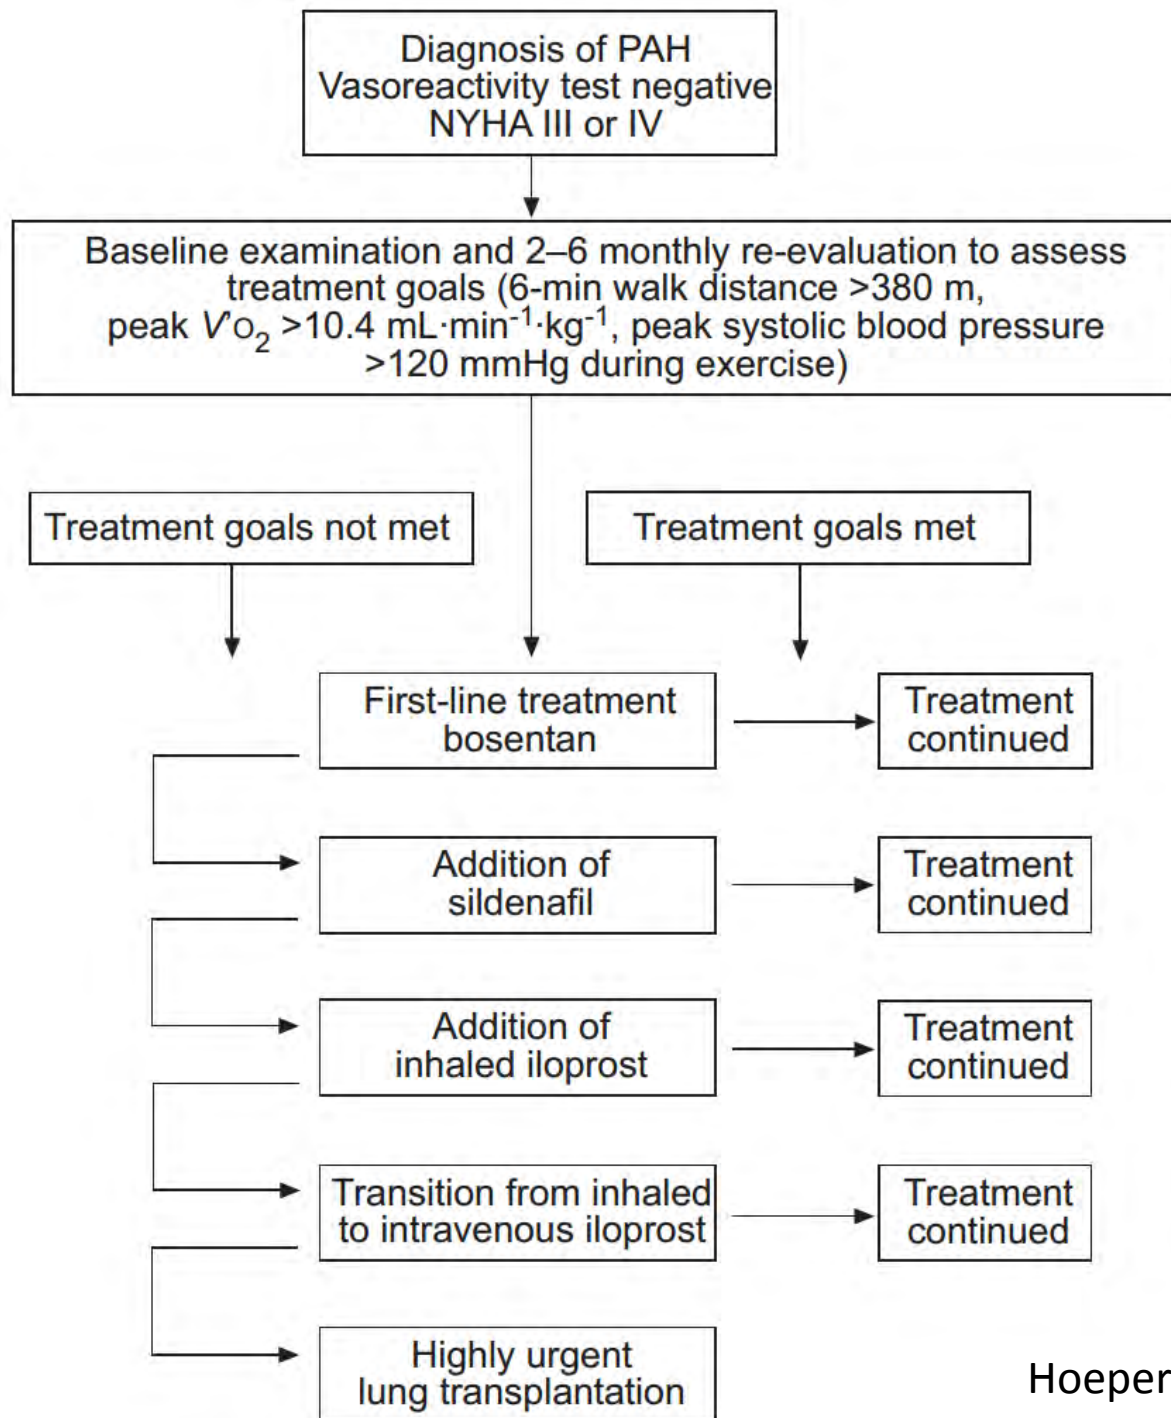 Diagnosis of PAH
Vasoreactivity test negative
NYHA III or IV
Baseline examination and 2–6 monthly re-evaluation to assess
treatment goals (6-min walk distance >380 m,
peak V'O₂ >10.4 mL·min⁻¹·kg⁻¹, peak systolic blood pressure
>120 mmHg during exercise)
Treatment goals not met
Treatment goals met
First-line treatment
bosentan
Treatment
continued
Addition of
sildenafil
Treatment
continued
Addition of
inhaled iloprost
Treatment
continued
Transition from inhaled
to intravenous iloprost
Treatment
continued
Highly urgent
lung transplantation
Hoeper